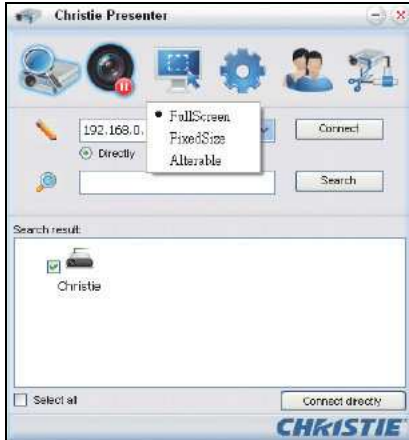 Christie Presenter
FullScreen
FixedSize
Alterable
192.168.0.
Connect
Directly
Search
Search result:
Christie
Select all
Connect directly
CHRISTIE